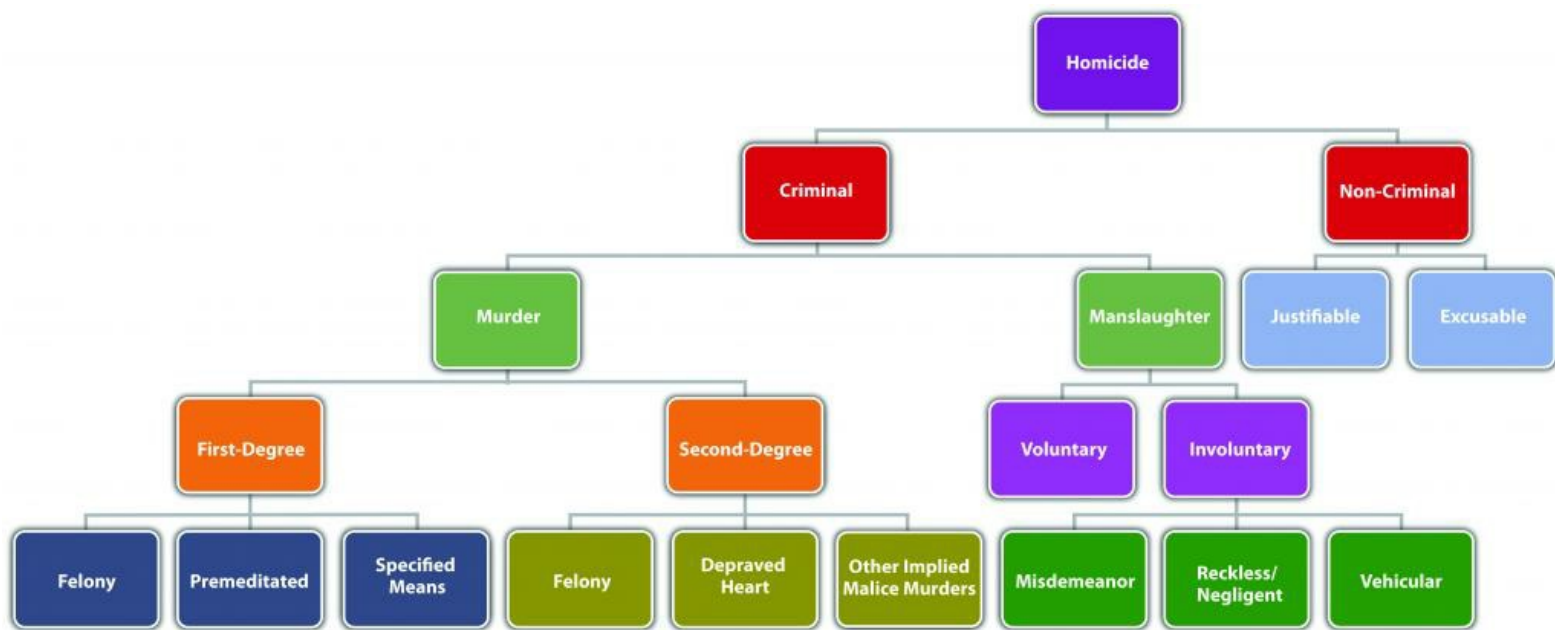 Homicide
Criminal
Non-Criminal
Murder
Manslaughter
Justifiable
Excusable
First-Degree
Second-Degree
Voluntary
Involuntary
Felony
Premeditated
Specified
Means
Felony
Depraved
Heart
Other Implied
Malice Murders
Misdemeanor
Reckless/
Negligent
Vehicular